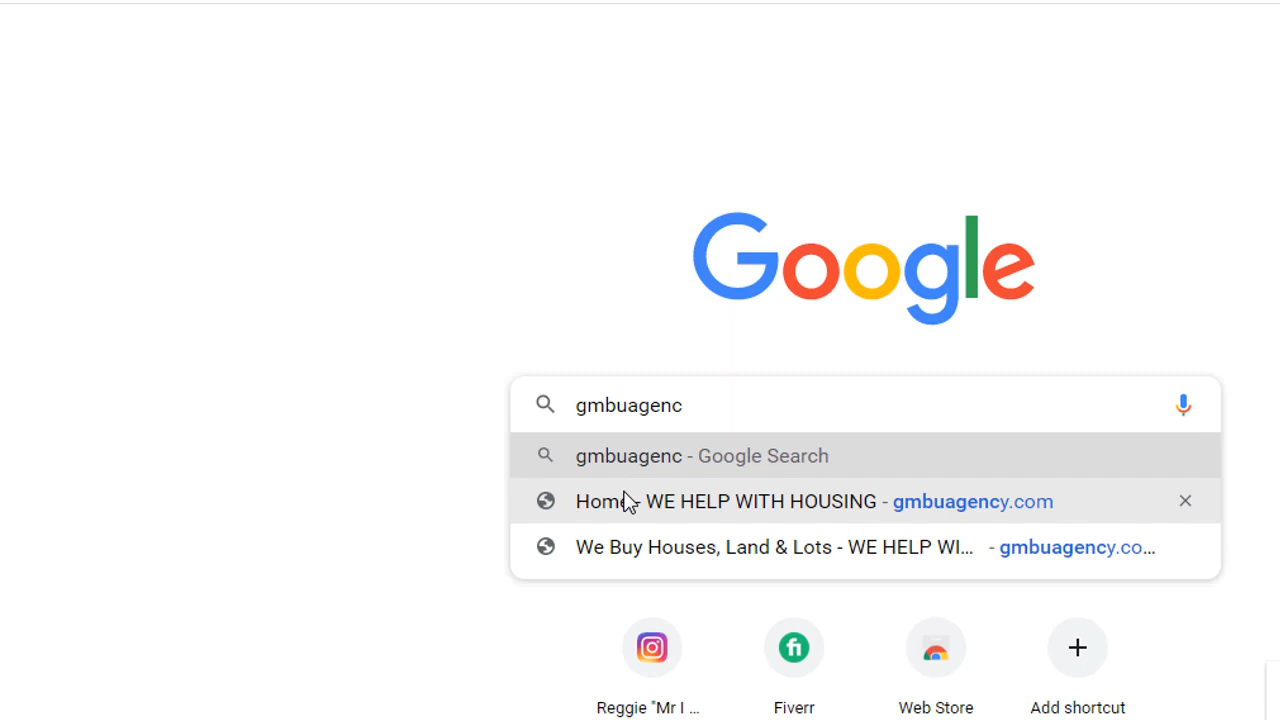 Google
gmbuagenc
gmbuagenc - Google Search
Home - WE HELP WITH HOUSING - gmbuagency.com
We Buy Houses, Land & Lots - WE HELP WI... - gmbuagency.co...
Reggie "Mr I ...
Fiverr
Web Store
Add shortcut